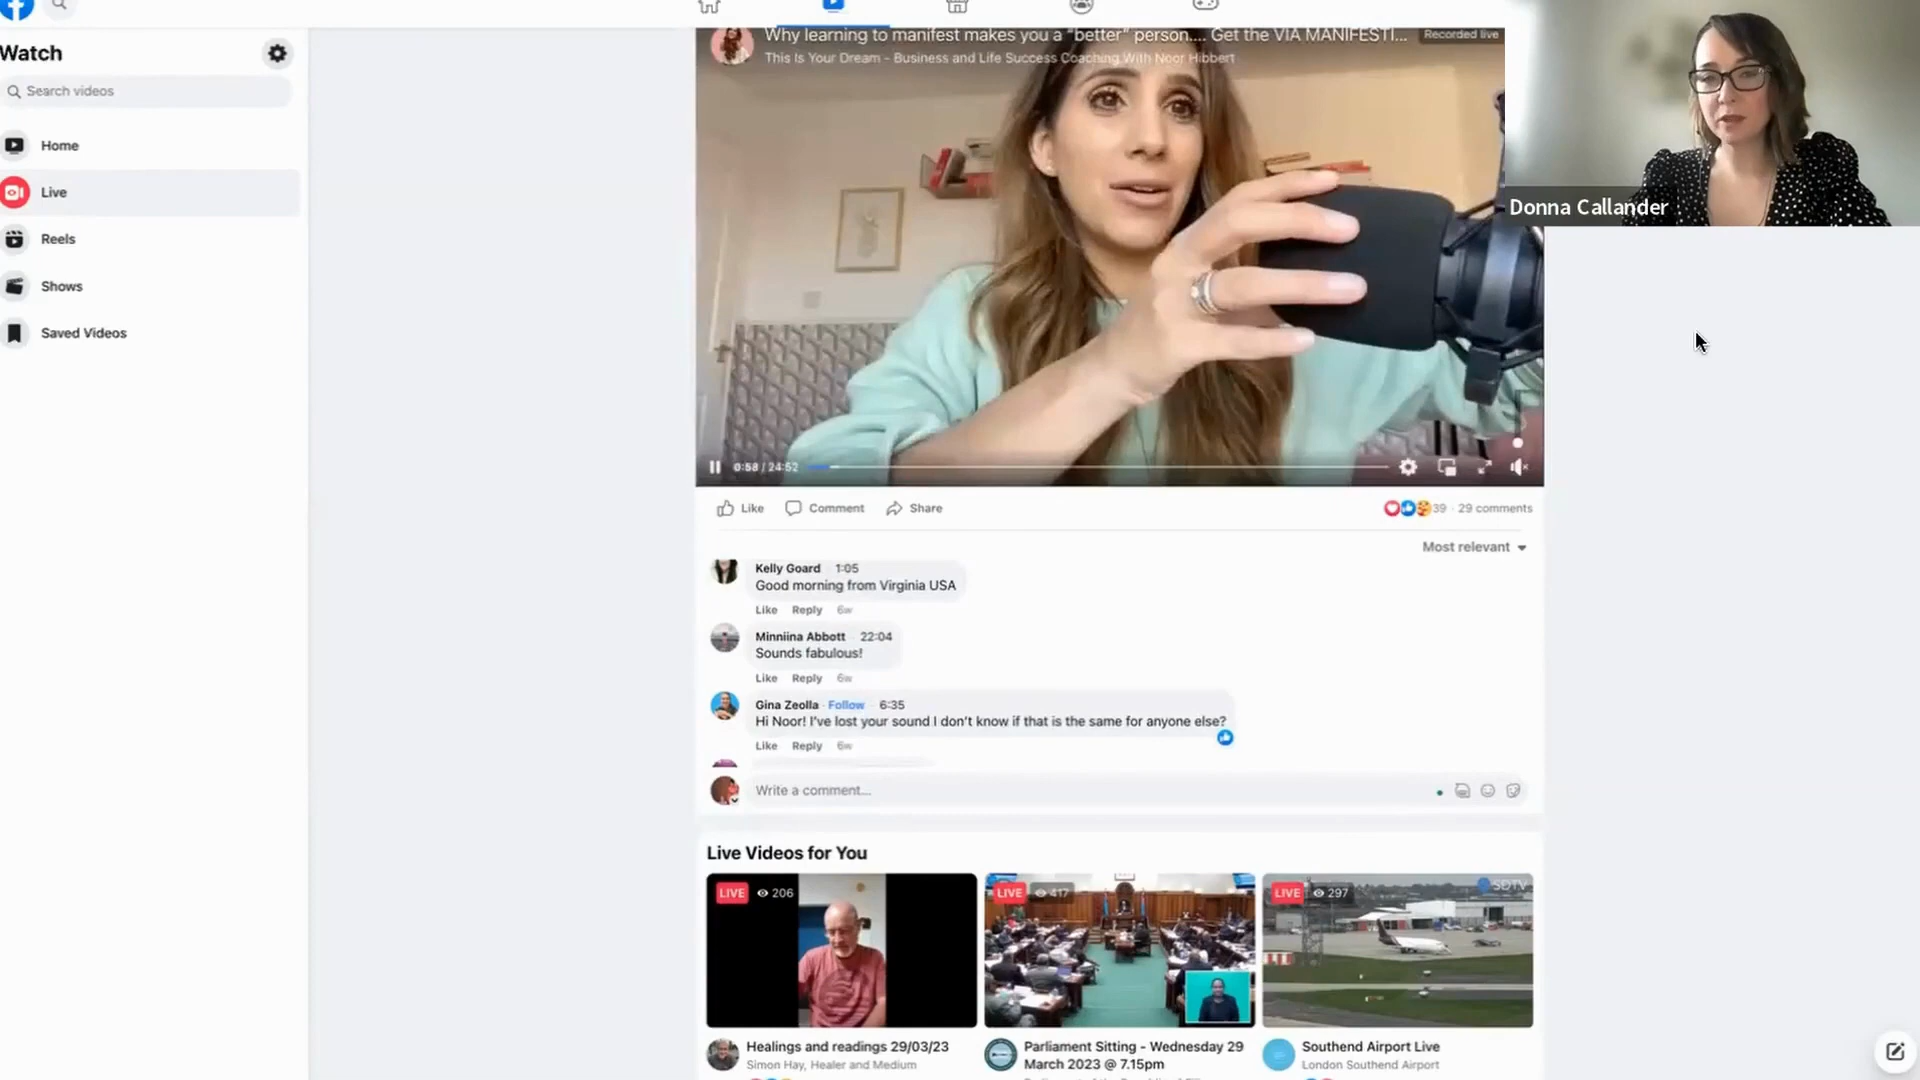 Watch
Search videos
Home
Live
Reels
Shows
Saved Videos
Why learning to manifest makes you a "better" person.... Get the VIA MANIFESTI...
Recorded live
This Is Your Dream - Business and Life Success Coaching With Noor Hibbert
Donna Callander
0:58 / 24:52
Like
Comment
Share
39 · 29 comments
Most relevant
Kelly Goard · 1:05
Good morning from Virginia USA
Like Reply 6w
Minniina Abbott · 22:04
Sounds fabulous!
Like Reply 6w
Gina Zeolla · Follow · 6:35
Hi Noor! I've lost your sound I don't know if that is the same for anyone else?
Like Reply 6w
Write a comment...
Live Videos for You
LIVE 206
LIVE 417
LIVE 297
SDTV
Healings and readings 29/03/23
Simon Hay, Healer and Medium
Parliament Sitting - Wednesday 29
March 2023 @ 7.15pm
Southend Airport Live
London Southend Airport